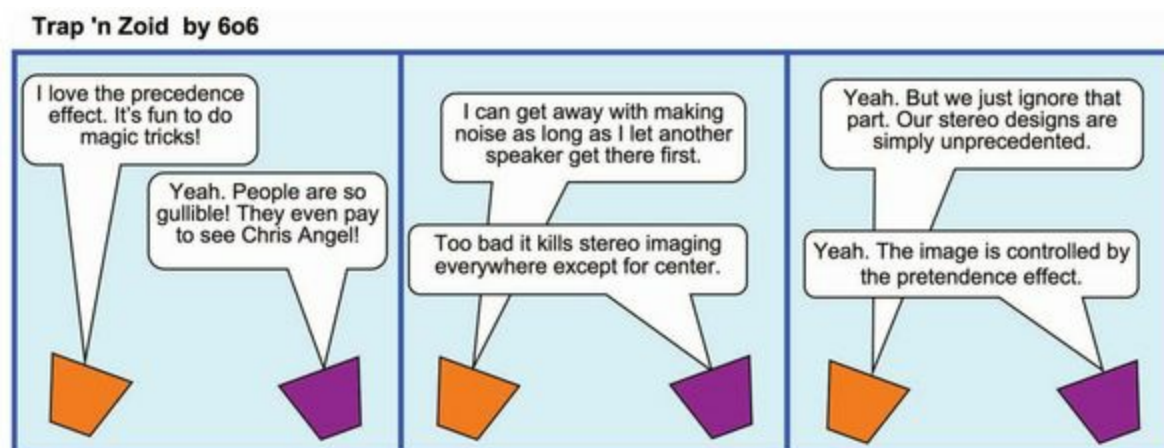 Trap 'n Zoid by 6o6
I love the precedence
effect. It's fun to do
magic tricks!
Yeah. People are so
gullible! They even pay
to see Chris Angel!
I can get away with making
noise as long as I let another
speaker get there first.
Too bad it kills stereo imaging
everywhere except for center.
Yeah. But we just ignore that
part. Our stereo designs are
simply unprecedented.
Yeah. The image is controlled by
the pretendence effect.